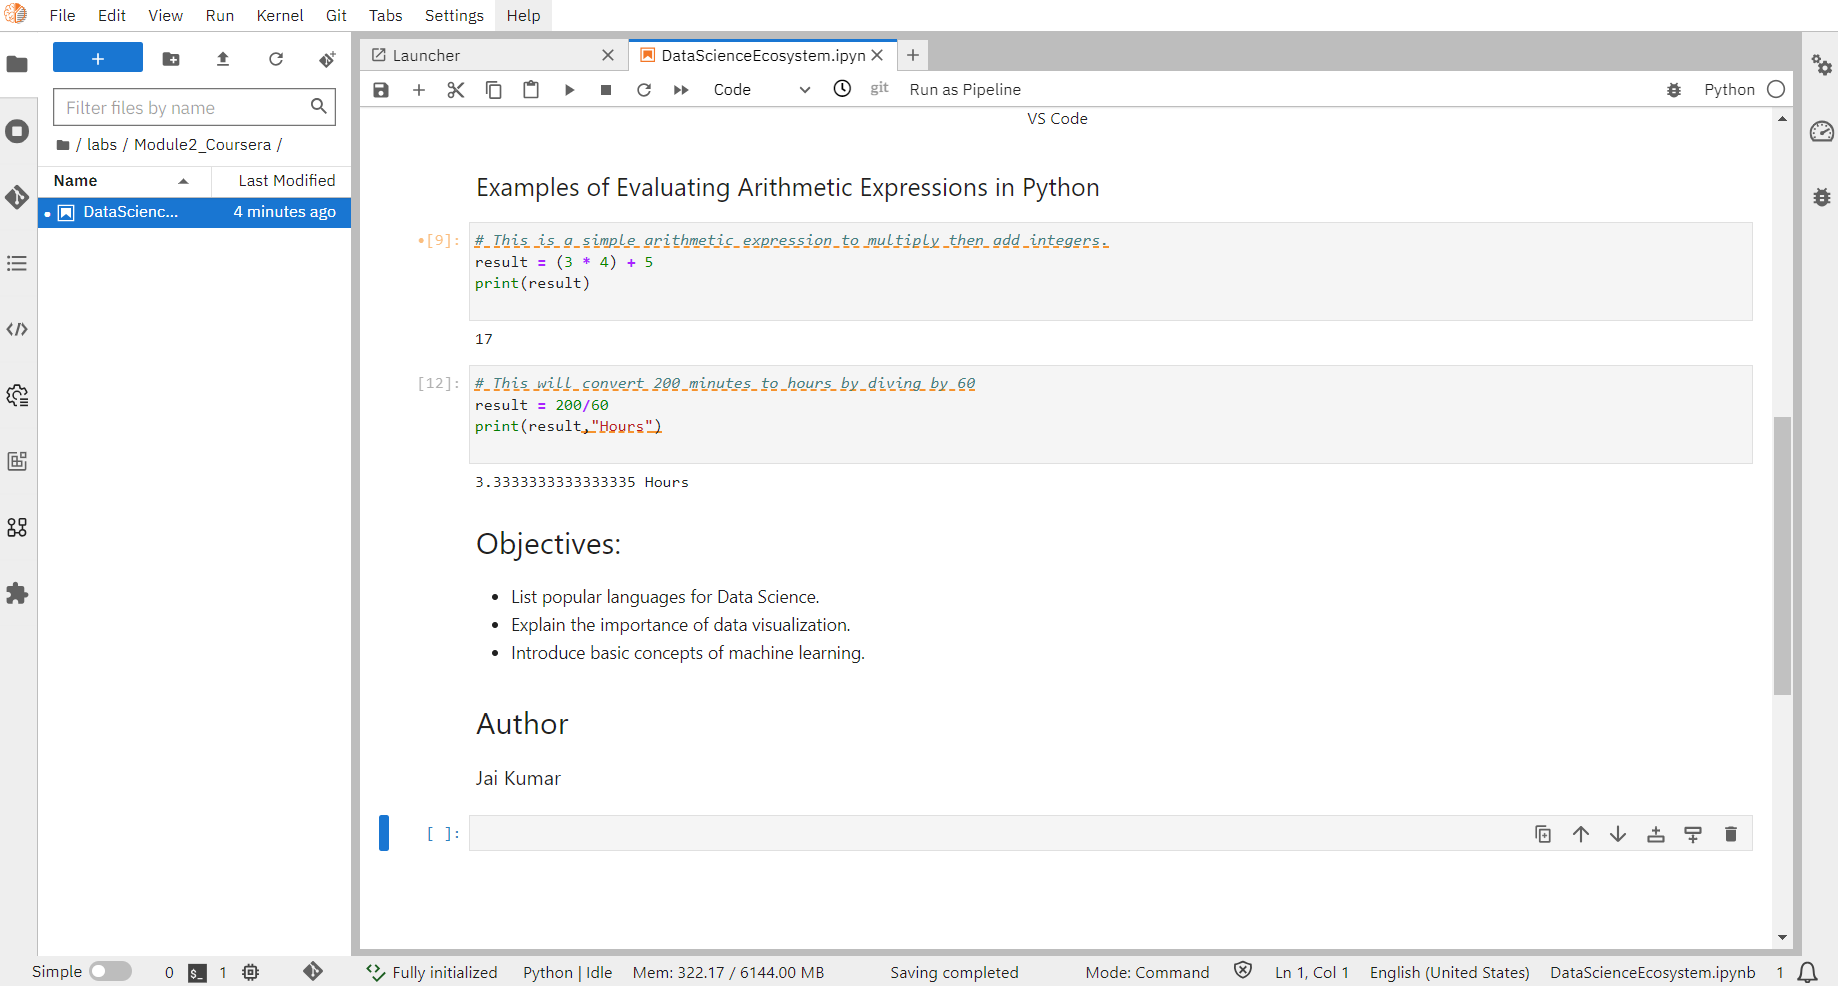 File Edit View Run Kernel Git Tabs Settings Help
+
Filter files by name
/ labs / Module2_Coursera /
Name Last Modified
DataScienc... 4 minutes ago
Launcher
DataScienceEcosystem.ipyn
Code git Run as Pipeline Python
VS Code
Examples of Evaluating Arithmetic Expressions in Python
•[9]: # This is a simple arithmetic expression to multiply then add integers.
result = (3 * 4) + 5
print(result)
17
[12]: # This will convert 200 minutes to hours by diving by 60
result = 200/60
print(result,"Hours")
3.3333333333333335 Hours
Objectives:
• List popular languages for Data Science.
• Explain the importance of data visualization.
• Introduce basic concepts of machine learning.
Author
Jai Kumar
[ ]:
Simple 0 $_ 1 Fully initialized Python | Idle Mem: 322.17 / 6144.00 MB Saving completed Mode: Command Ln 1, Col 1 English (United States) DataScienceEcosystem.ipynb 1